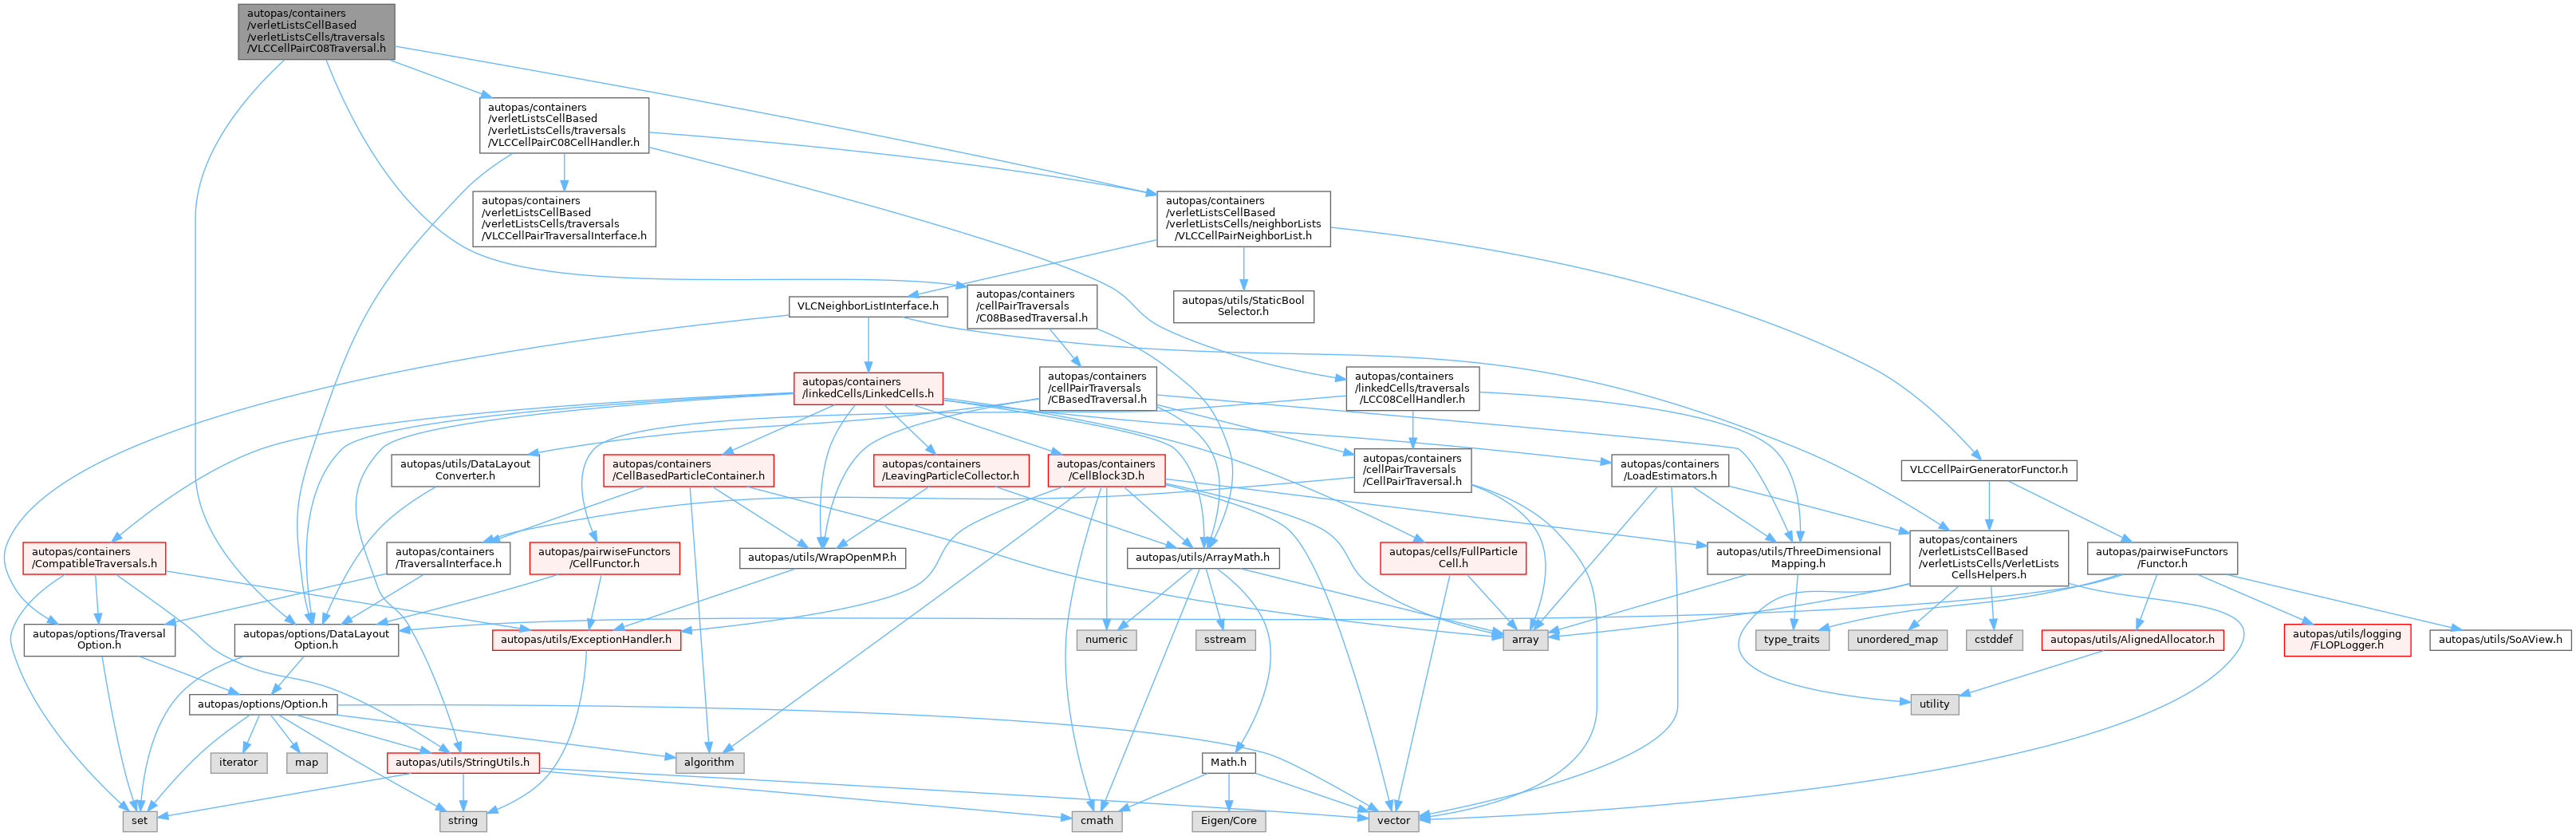 autopas/containers
/verletListsCellBased
/verletListsCells/traversals
/VLCCellPairC08Traversal.h
autopas/containers
/verletListsCellBased
/verletListsCells/traversals
/VLCCellPairC08CellHandler.h
autopas/containers
/verletListsCellBased
/verletListsCells/traversals
/VLCCellPairTraversalInterface.h
autopas/containers
/verletListsCellBased
/verletListsCells/neighborLists
/VLCCellPairNeighborList.h
VLCNeighborListInterface.h
autopas/containers
/cellPairTraversals
/C08BasedTraversal.h
autopas/utils/StaticBool
Selector.h
autopas/containers
/linkedCells/LinkedCells.h
autopas/containers
/cellPairTraversals
/CBasedTraversal.h
autopas/containers
/linkedCells/traversals
/LCC08CellHandler.h
autopas/utils/DataLayout
Converter.h
autopas/containers
/CellBasedParticleContainer.h
autopas/containers
/LeavingParticleCollector.h
autopas/containers
/CellBlock3D.h
autopas/containers
/cellPairTraversals
/CellPairTraversal.h
autopas/containers
/LoadEstimators.h
VLCCellPairGeneratorFunctor.h
autopas/containers
/CompatibleTraversals.h
autopas/containers
/TraversalInterface.h
autopas/pairwiseFunctors
/CellFunctor.h
autopas/utils/WrapOpenMP.h
autopas/utils/ArrayMath.h
autopas/cells/FullParticle
Cell.h
autopas/utils/ThreeDimensional
Mapping.h
autopas/containers
/verletListsCellBased
/verletListsCells/VerletLists
CellsHelpers.h
autopas/pairwiseFunctors
/Functor.h
autopas/options/Traversal
Option.h
autopas/options/DataLayout
Option.h
autopas/utils/ExceptionHandler.h
numeric
sstream
array
type_traits
unordered_map
cstddef
autopas/utils/AlignedAllocator.h
autopas/utils/logging
/FLOPLogger.h
autopas/utils/SoAView.h
autopas/options/Option.h
utility
iterator
map
autopas/utils/StringUtils.h
algorithm
Math.h
set
string
cmath
Eigen/Core
vector